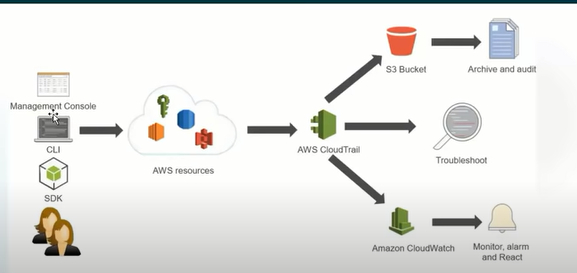 Management Console
CLI
SDK
AWS resources
AWS CloudTrail
S3 Bucket
Archive and audit
Troubleshoot
Amazon CloudWatch
Monitor, alarm
and React